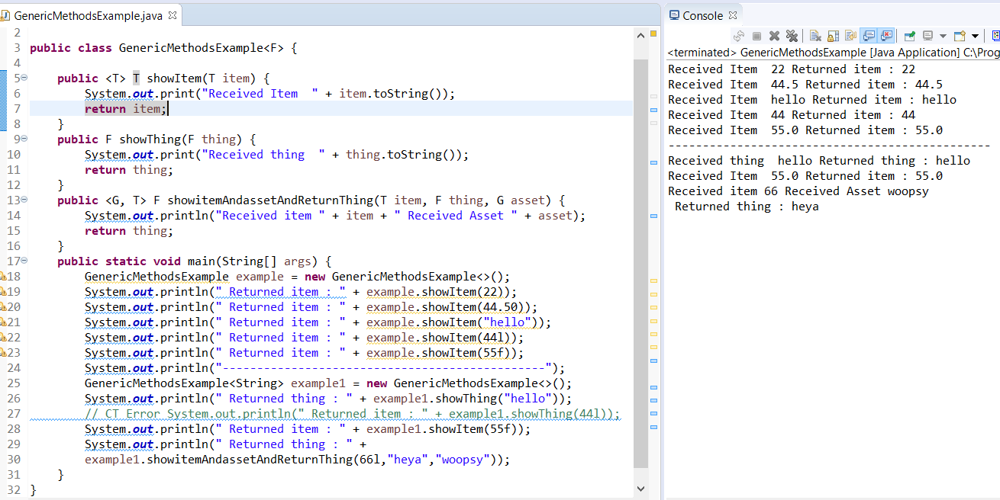 GenericMethodsExample.java
2
3 public class GenericMethodsExample<F> {
4
5 public <T> T showItem(T item) {
6 System.out.print("Received Item  " + item.toString());
7 return item;
8 }
9 public F showThing(F thing) {
10 System.out.print("Received thing  " + thing.toString());
11 return thing;
12 }
13 public <G, T> F showitemAndassetAndReturnThing(T item, F thing, G asset) {
14 System.out.println("Received item " + item + " Received Asset " + asset);
15 return thing;
16 }
17 public static void main(String[] args) {
18 GenericMethodsExample example = new GenericMethodsExample<>();
19 System.out.println(" Returned item : " + example.showItem(22));
20 System.out.println(" Returned item : " + example.showItem(44.50));
21 System.out.println(" Returned item : " + example.showItem("hello"));
22 System.out.println(" Returned item : " + example.showItem(44l));
23 System.out.println(" Returned item : " + example.showItem(55f));
24 System.out.println("-----------------------------------------------");
25 GenericMethodsExample<String> example1 = new GenericMethodsExample<>();
26 System.out.println(" Returned thing : " + example1.showThing("hello"));
27 // CT Error System.out.println(" Returned item : " + example1.showThing(44l));
28 System.out.println(" Returned item : " + example1.showItem(55f));
29 System.out.println(" Returned thing : " +
30 example1.showitemAndassetAndReturnThing(66l,"heya","woopsy"));
31 }
32 }
Console
<terminated> GenericMethodsExample [Java Application] C:\Prog
Received Item  22 Returned item : 22
Received Item  44.5 Returned item : 44.5
Received Item  hello Returned item : hello
Received Item  44 Returned item : 44
Received Item  55.0 Returned item : 55.0
-----------------------------------------------
Received thing  hello Returned thing : hello
Received Item  55.0 Returned item : 55.0
Received item 66 Received Asset woopsy
 Returned thing : heya